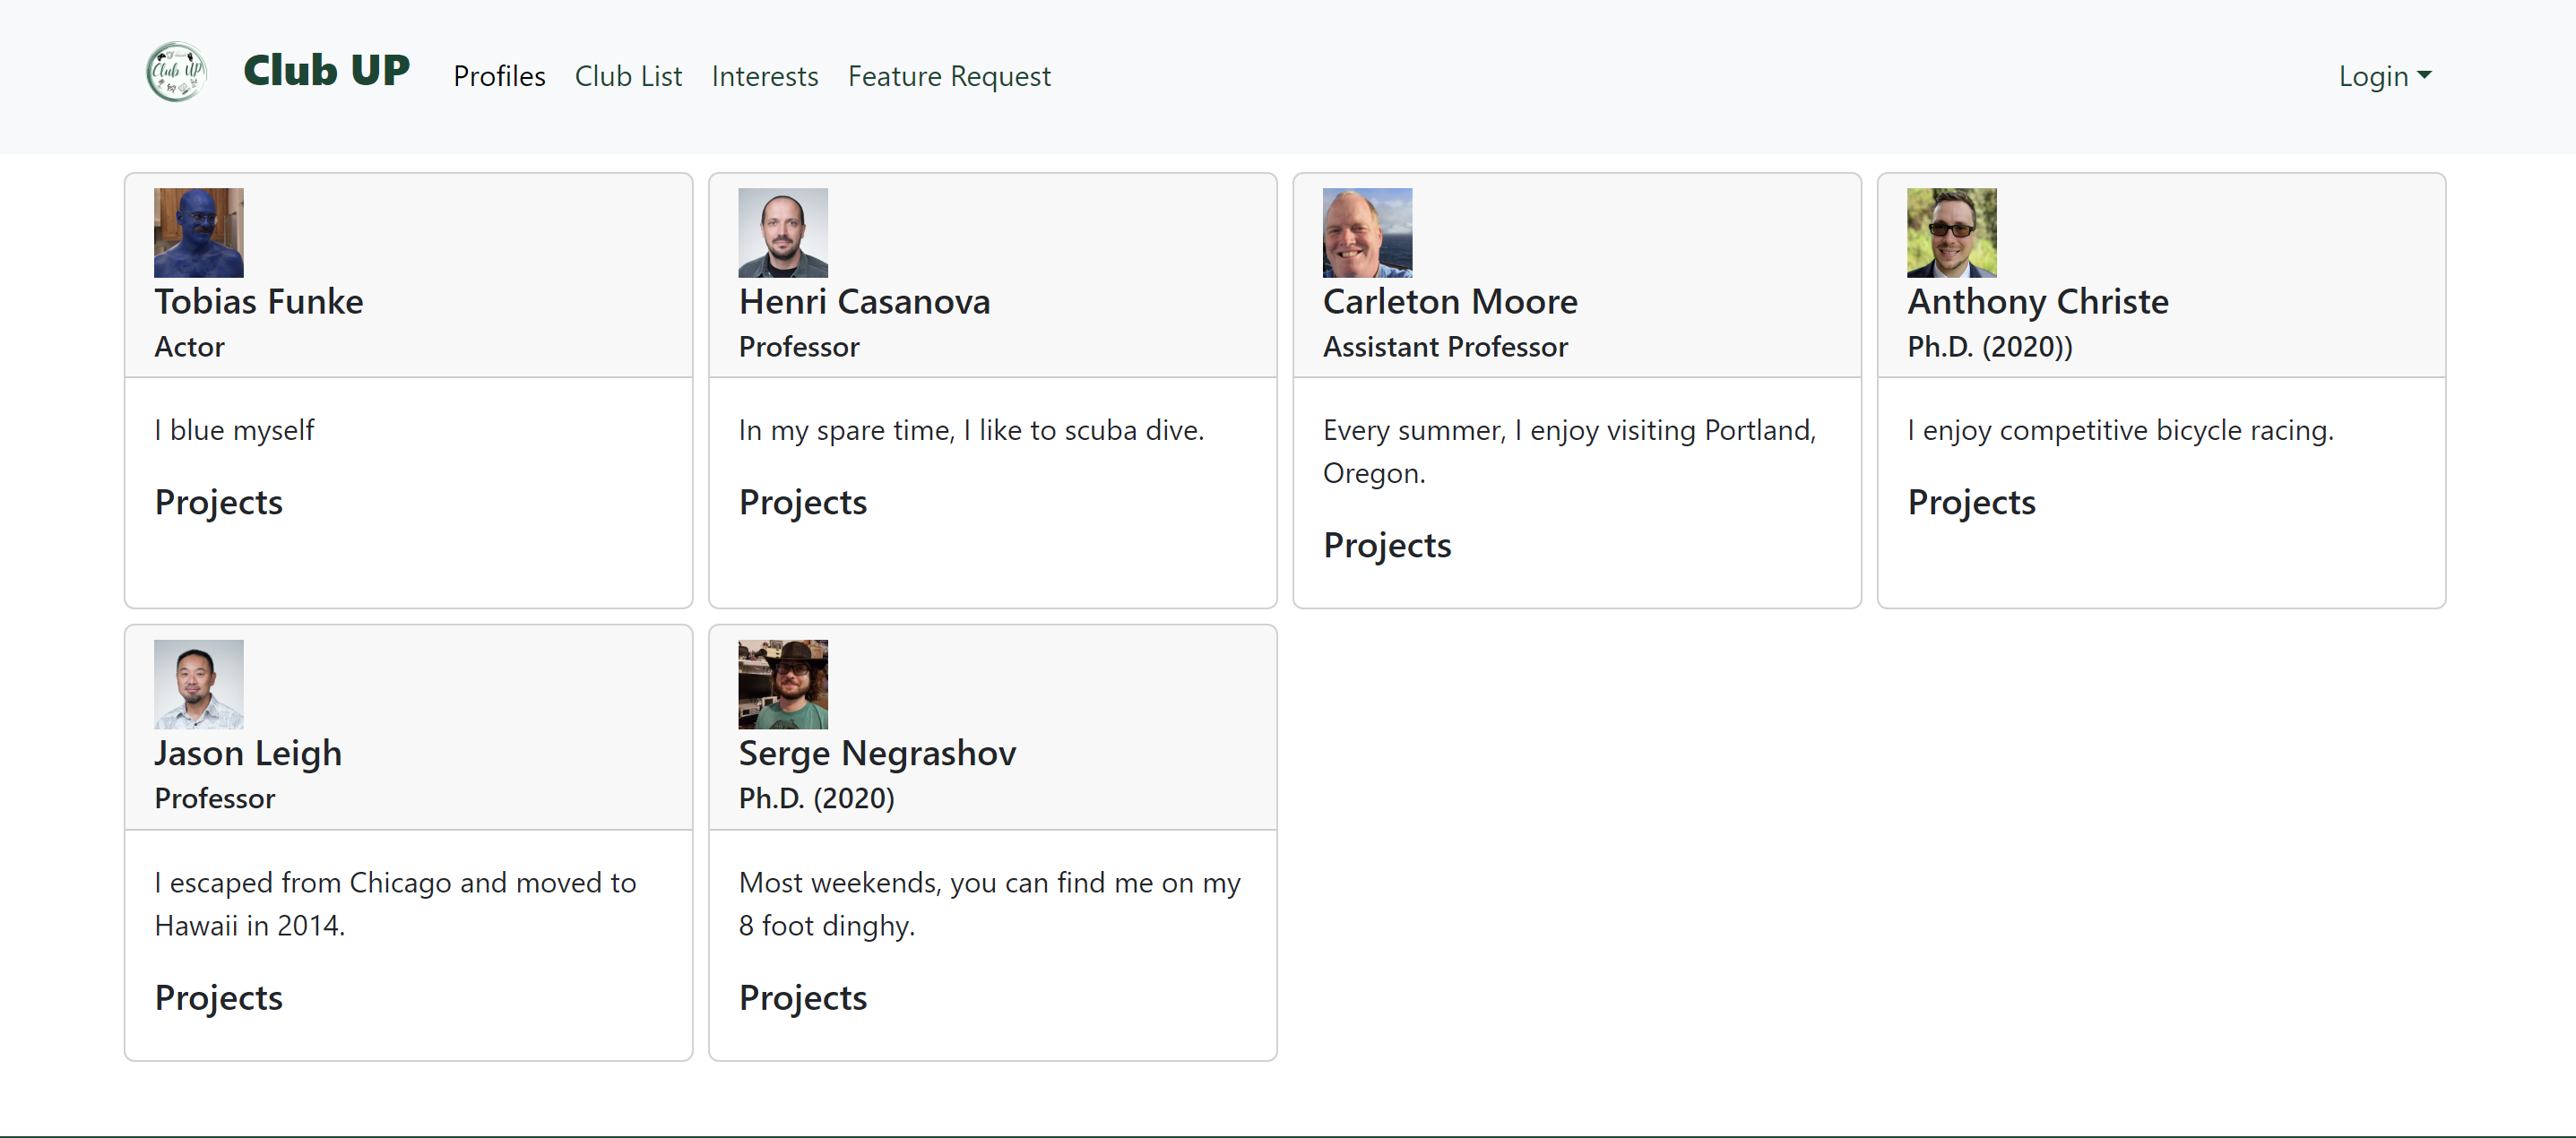 Club UP
Club UP
Profiles
Club List
Interests
Feature Request
Login
Tobias Funke
Actor
I blue myself
Projects
Henri Casanova
Professor
In my spare time, I like to scuba dive.
Projects
Carleton Moore
Assistant Professor
Every summer, I enjoy visiting Portland,
Oregon.
Projects
Anthony Christe
Ph.D. (2020))
I enjoy competitive bicycle racing.
Projects
Jason Leigh
Professor
I escaped from Chicago and moved to
Hawaii in 2014.
Projects
Serge Negrashov
Ph.D. (2020)
Most weekends, you can find me on my
8 foot dinghy.
Projects